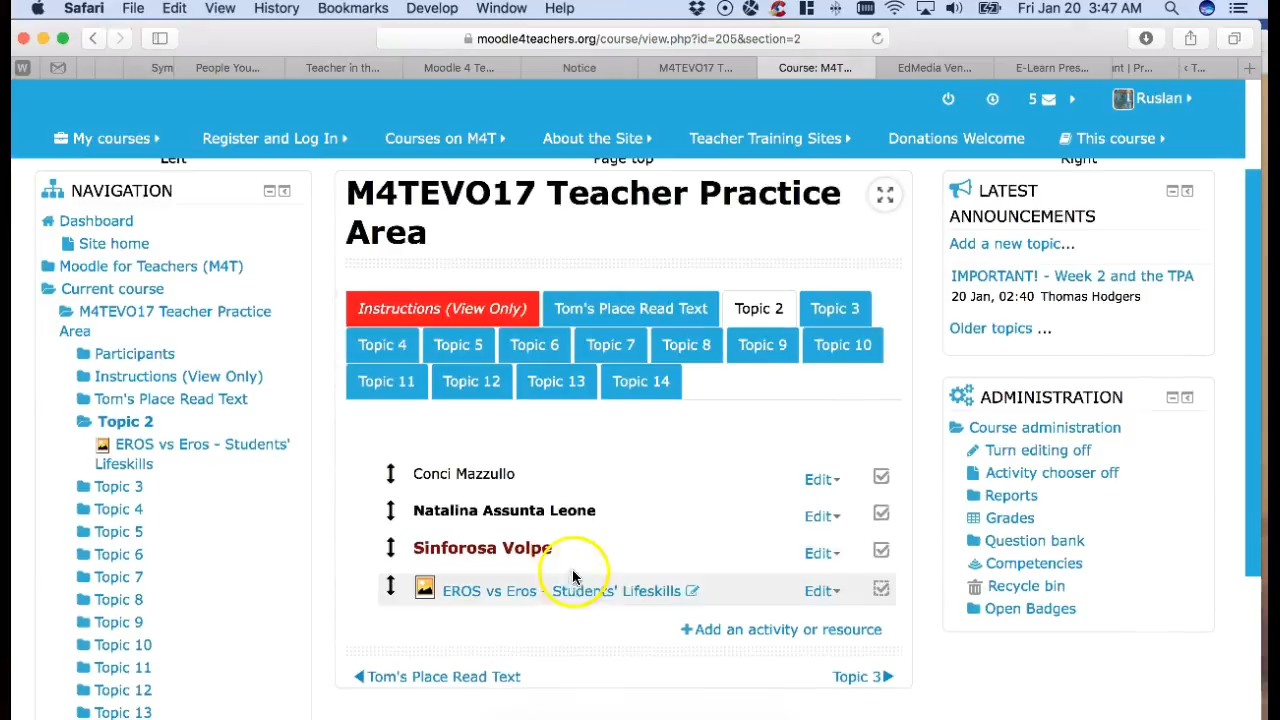 Safari File Edit View History Bookmarks Develop Window Help Fri Jan 20 3:47 AM
moodle4teachers.org/course/view.php?id=205&section=2
W Sym People You... Teacher in th... Moodle 4 Te... Notice M4TEVO17 T... Course: M4T... EdMedia Ven... E-Learn Pres... nt | Pr... ‹ T...
5 Ruslan
My courses Register and Log In Courses on M4T About the Site Teacher Training Sites Donations Welcome This course
Left Page top Right
NAVIGATION
Dashboard
Site home
Moodle for Teachers (M4T)
Current course
M4TEVO17 Teacher Practice
Area
Participants
Instructions (View Only)
Tom's Place Read Text
Topic 2
EROS vs Eros - Students'
Lifeskills
Topic 3
Topic 4
Topic 5
Topic 6
Topic 7
Topic 8
Topic 9
Topic 10
Topic 11
Topic 12
Topic 13
M4TEVO17 Teacher Practice
Area
Instructions (View Only) Tom's Place Read Text Topic 2 Topic 3
Topic 4 Topic 5 Topic 6 Topic 7 Topic 8 Topic 9 Topic 10
Topic 11 Topic 12 Topic 13 Topic 14
Conci Mazzullo Edit
Natalina Assunta Leone Edit
Sinforosa Volpe Edit
EROS vs Eros - Students' Lifeskills Edit
+Add an activity or resource
Tom's Place Read Text Topic 3
LATEST
ANNOUNCEMENTS
Add a new topic...
IMPORTANT! - Week 2 and the TPA
20 Jan, 02:40 Thomas Hodgers
Older topics ...
ADMINISTRATION
Course administration
Turn editing off
Activity chooser off
Reports
Grades
Question bank
Competencies
Recycle bin
Open Badges